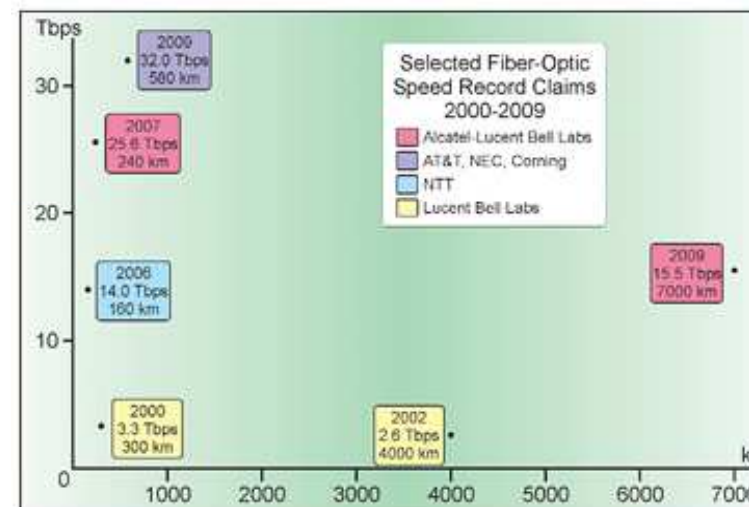 Tbps
30
20
10
0
1000
2000
3000
4000
5000
6000
7000
k
2009
32.0 Tbps
580 km
2007
25.6 Tbps
240 km
2006
14.0 Tbps
160 km
2000
3.3 Tbps
300 km
2002
2.6 Tbps
4000 km
2009
15.5 Tbps
7000 km
Selected Fiber-Optic
Speed Record Claims
2000-2009
Alcatel-Lucent Bell Labs
AT&T, NEC, Corning
NTT
Lucent Bell Labs